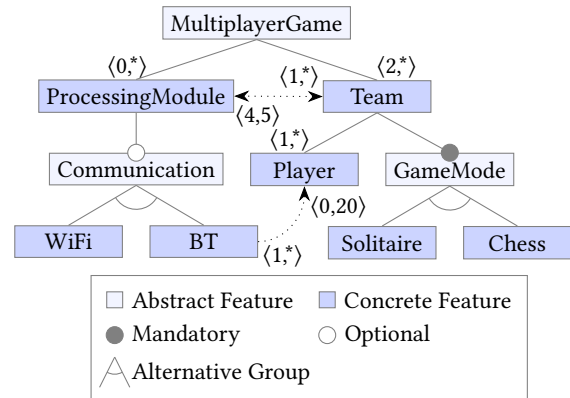 MultiplayerGame
⟨0,*⟩ ⟨2,*⟩
ProcessingModule ⟨1,*⟩ Team
⟨4,5⟩
⟨1,*⟩
Communication Player GameMode
⟨0,20⟩
WiFi BT ⟨1,*⟩ Solitaire Chess
Abstract Feature Concrete Feature
Mandatory Optional
Alternative Group